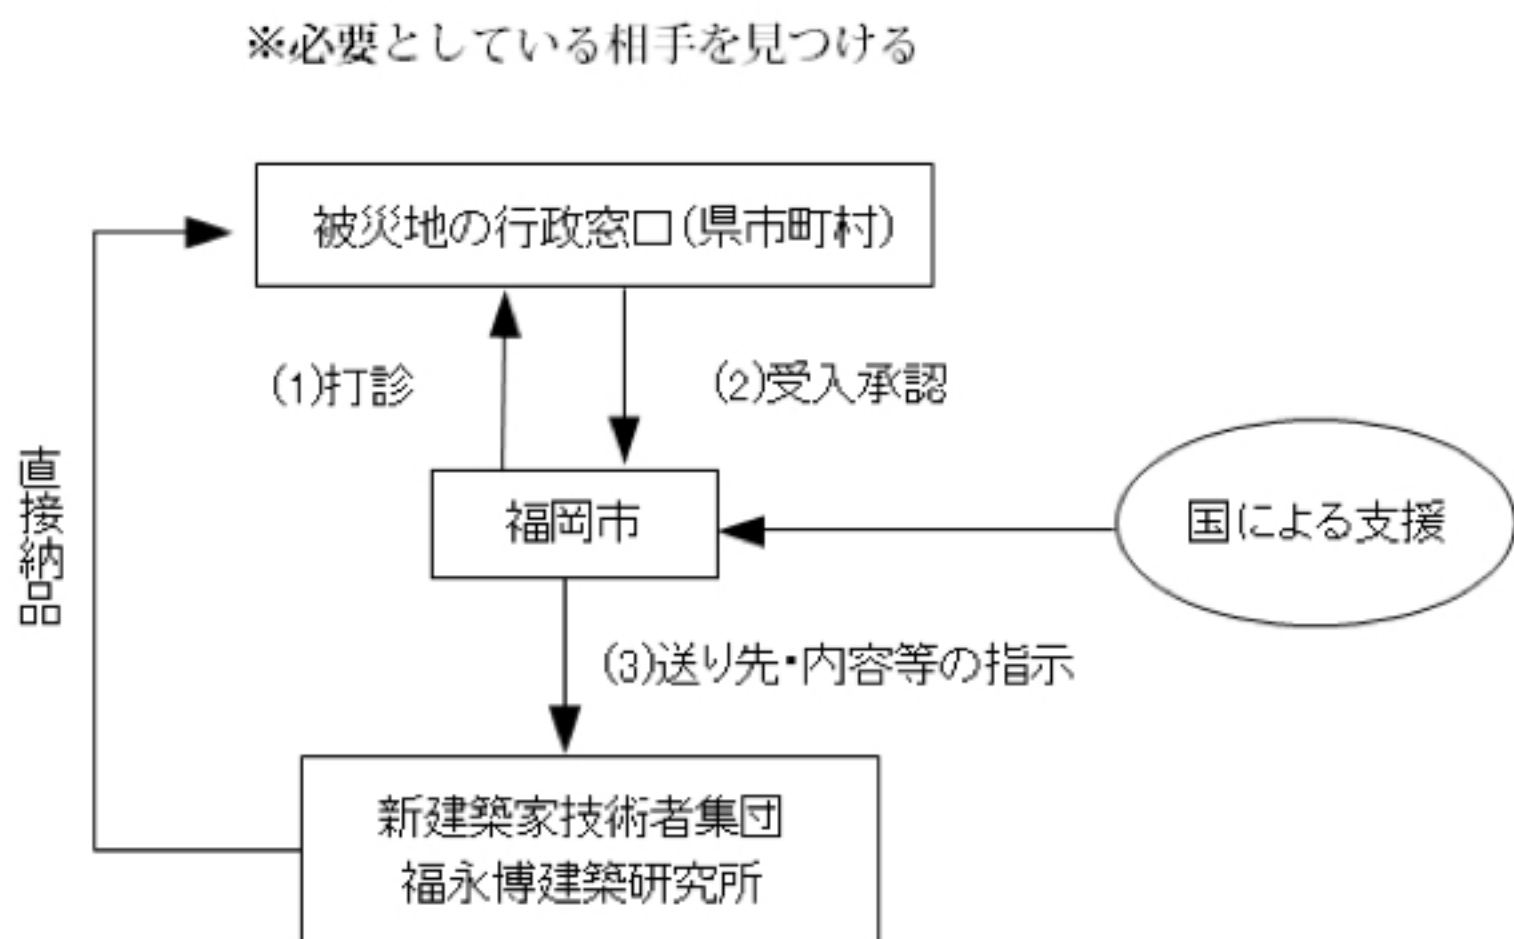 ※必要としている相手を見つける
被災地の行政窓口(県市町村)
(1)打診
(2)受入承認
直接納品
福岡市
国による支援
(3)送り先・内容等の指示
新建築家技術者集団
福永博建築研究所